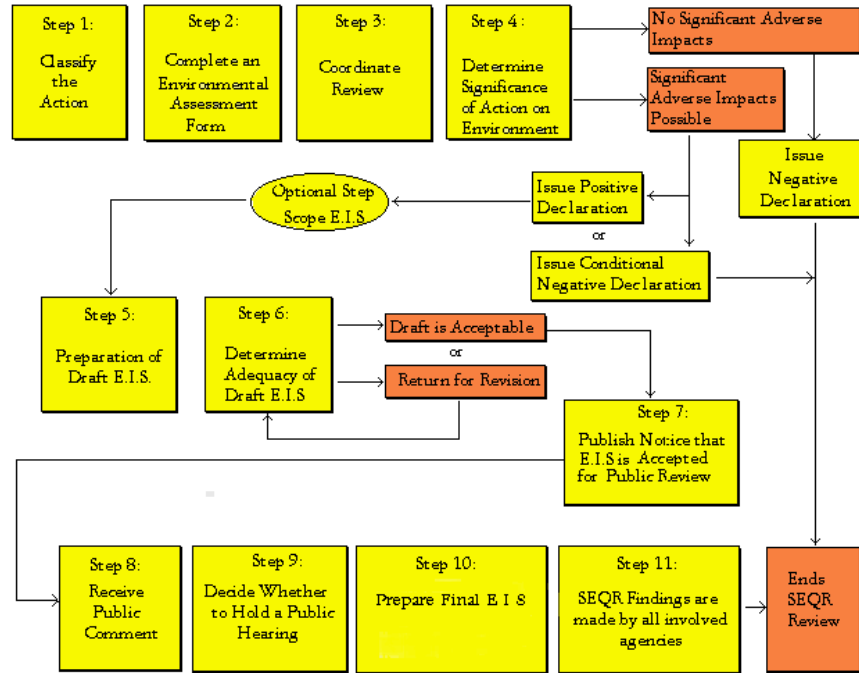 Step 1:
Classify
the
Action
Step 2:
Complete an
Environmental
Assessment
Form
Step 3:
Coordinate
Review
Step 4:
Determine
Significance
of Action on
Environment
No Significant Adverse
Impacts
Significant
Adverse Impacts
Possible
Issue
Negative
Declaration
Optional Step
Scope E.I.S
Issue Positive
Declaration
or
Issue Conditional
Negative Declaration
Step 5:
Preparation of
Draft E.I.S.
Step 6:
Determine
Adequacy of
Draft E.I.S
Draft is Acceptable
or
Return for Revision
Step 7:
Publish Notice that
E.I.S is Accepted
for Public Review
Step 8:
Receive
Public
Comment
Step 9:
Decide Whether
to Hold a Public
Hearing
Step 10:
Prepare Final E I S
Step 11:
SEQR Findings are
made by all involved
agencies
Ends
SEQR
Review